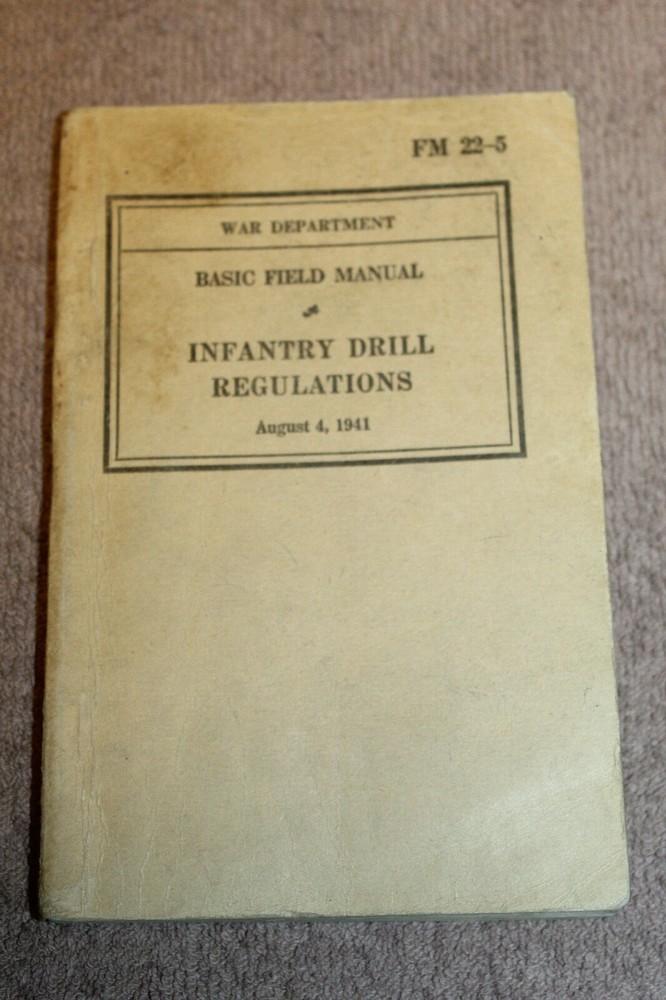 FM 22-5
WAR DEPARTMENT
BASIC FIELD MANUAL
INFANTRY DRILL
REGULATIONS
August 4, 1941